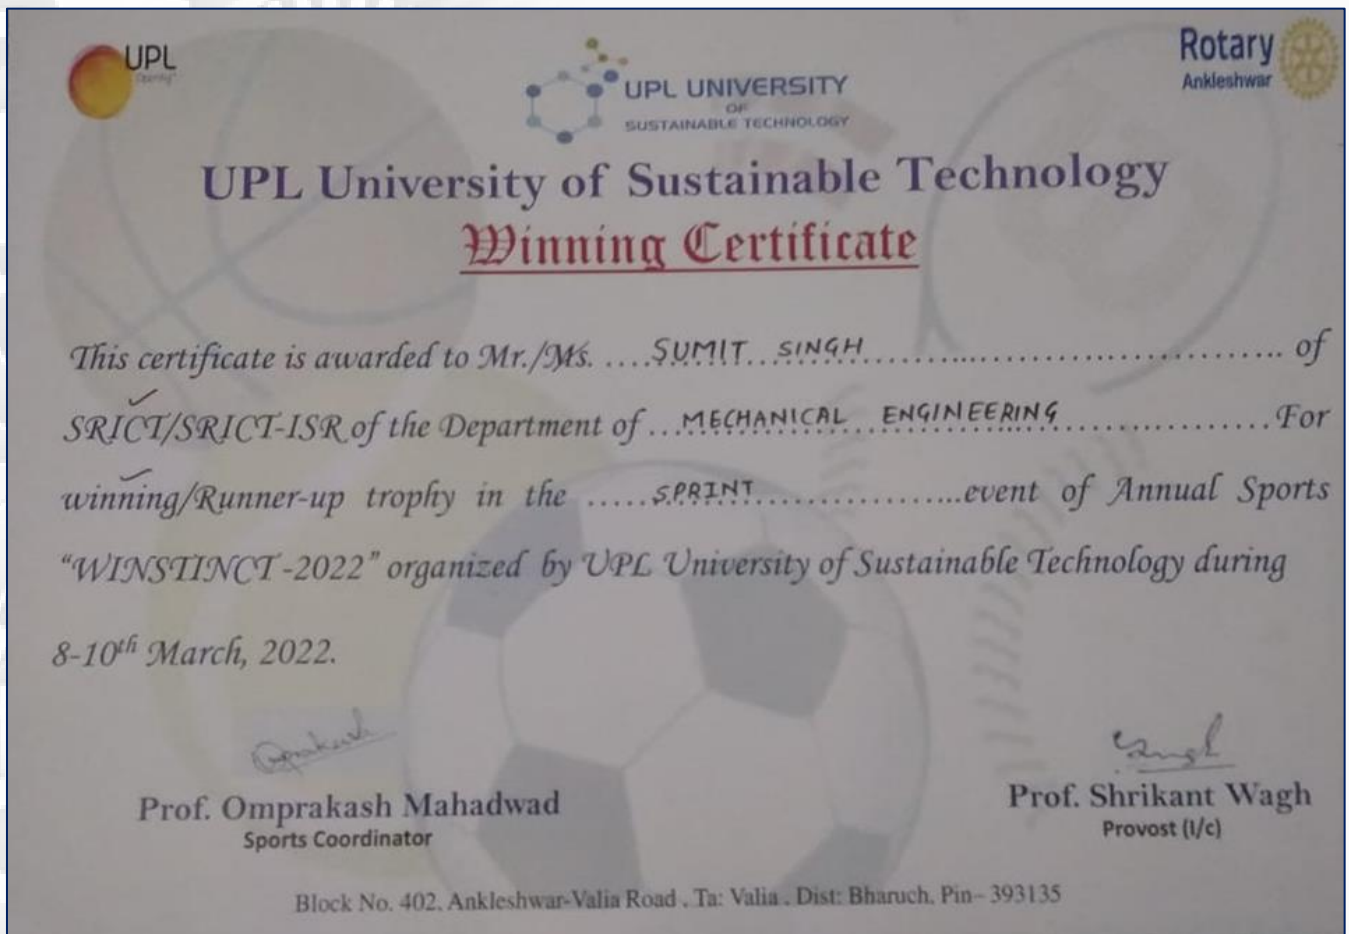 UPL
Rotary
Ankleshwar
UPL UNIVERSITY
OF
SUSTAINABLE TECHNOLOGY
UPL University of Sustainable Technology
Winning Certificate
This certificate is awarded to Mr./Ms. ....SUMIT SINGH.............................. of
SRICT/SRICT-ISR of the Department of ...MECHANICAL ENGINEERING....................For
winning/Runner-up trophy in the .....SPRINT....................event of Annual Sports
“WINSTINCT-2022” organized by UPL University of Sustainable Technology during
8-10th March, 2022.
Prof. Omprakash Mahadwad
Sports Coordinator
Prof. Shrikant Wagh
Provost (I/c)
Block No. 402, Ankleshwar-Valia Road , Ta: Valia , Dist: Bharuch, Pin– 393135